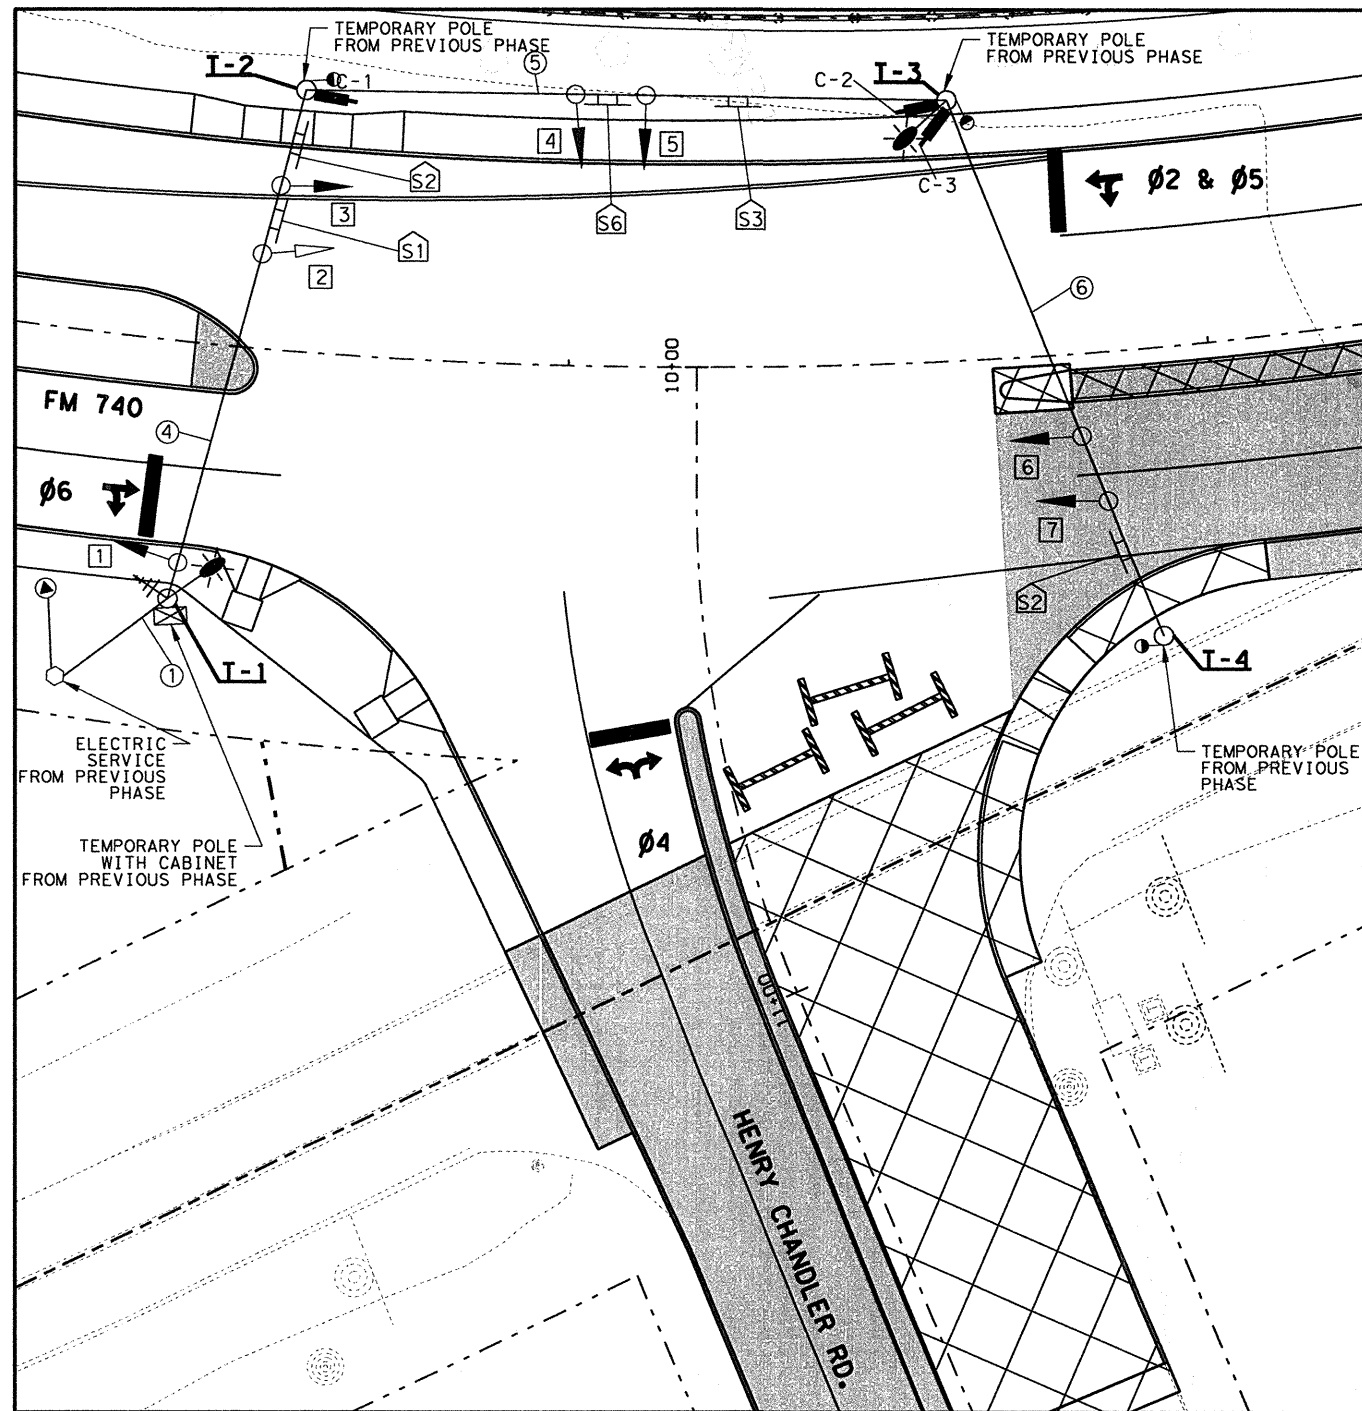 TEMPORARY POLE
FROM PREVIOUS PHASE
TEMPORARY POLE
FROM PREVIOUS PHASE
T-2
C-1
5
C-2
T-3
4
5
S2
3
S6
S3
C-3
Ø2 & Ø5
S1
2
6
10+00
FM 740
4
6
Ø6
7
1
S2
1
T-1
T-4
ELECTRIC
SERVICE
FROM PREVIOUS
PHASE
TEMPORARY POLE
FROM PREVIOUS
PHASE
TEMPORARY POLE
WITH CABINET
FROM PREVIOUS PHASE
Ø4
11+00
HENRY CHANDLER RD.